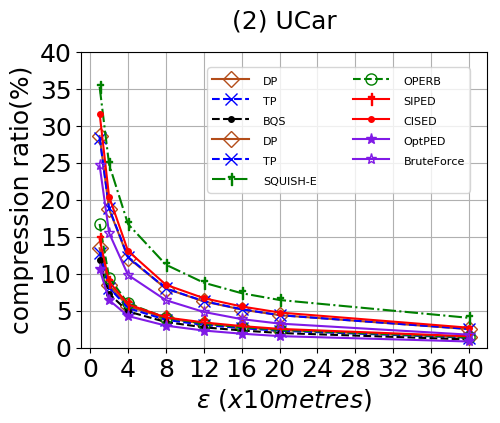 (2) UCar
compression ratio(%)
40
35
30
25
20
15
10
5
0
DP
TP
BQS
DP
TP
SQUISH-E
OPERB
SIPED
CISED
OptPED
BruteForce
0 4 8 12 16 20 24 28 32 36 40
ε (x10metres)